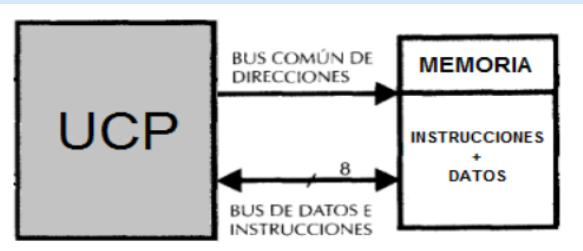 UCP
BUS COMÚN DE
DIRECCIONES
8
BUS DE DATOS E
INSTRUCCIONES
MEMORIA
INSTRUCCIONES
+
DATOS